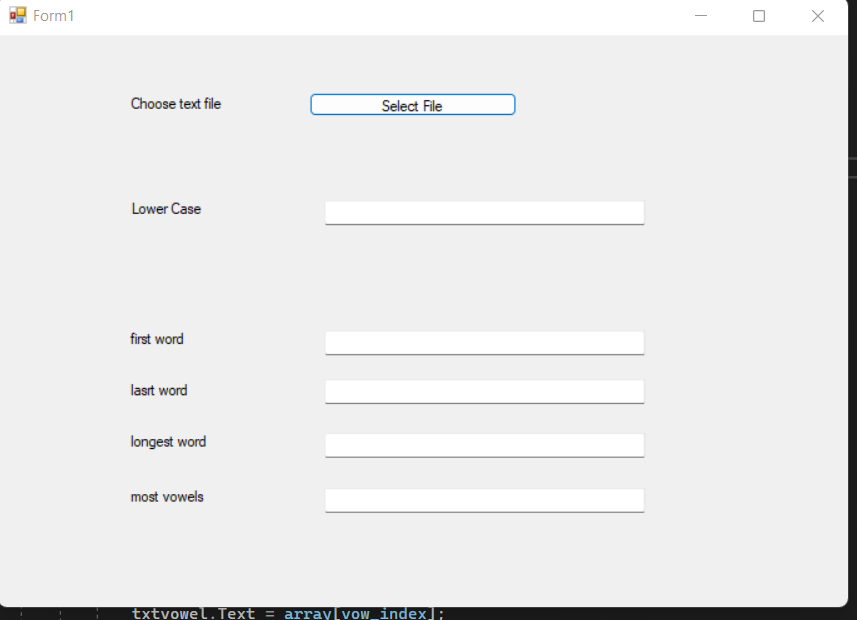 Form1
Choose text file Select File
Lower Case
first word
lasrt word
longest word
most vowels
txtvowel.Text = array[vow_index];